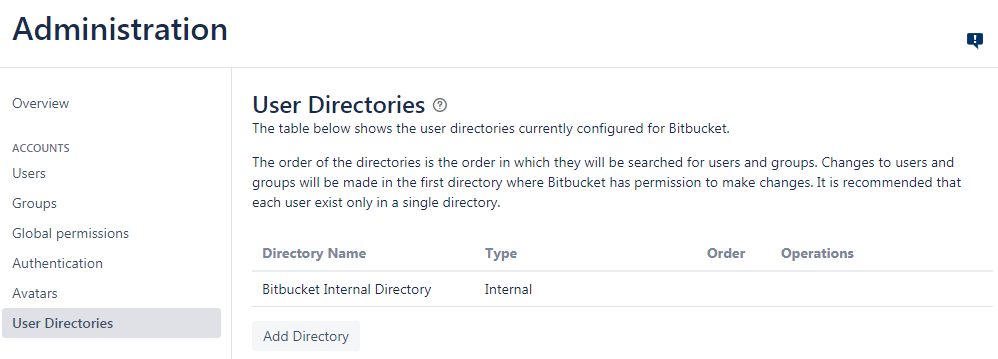 Administration
Overview
ACCOUNTS
Users
Groups
Global permissions
Authentication
Avatars
User Directories
User Directories
The table below shows the user directories currently configured for Bitbucket.
The order of the directories is the order in which they will be searched for users and groups. Changes to users and
groups will be made in the first directory where Bitbucket has permission to make changes. It is recommended that
each user exist only in a single directory.
Directory Name Type Order Operations
Bitbucket Internal Directory Internal
Add Directory